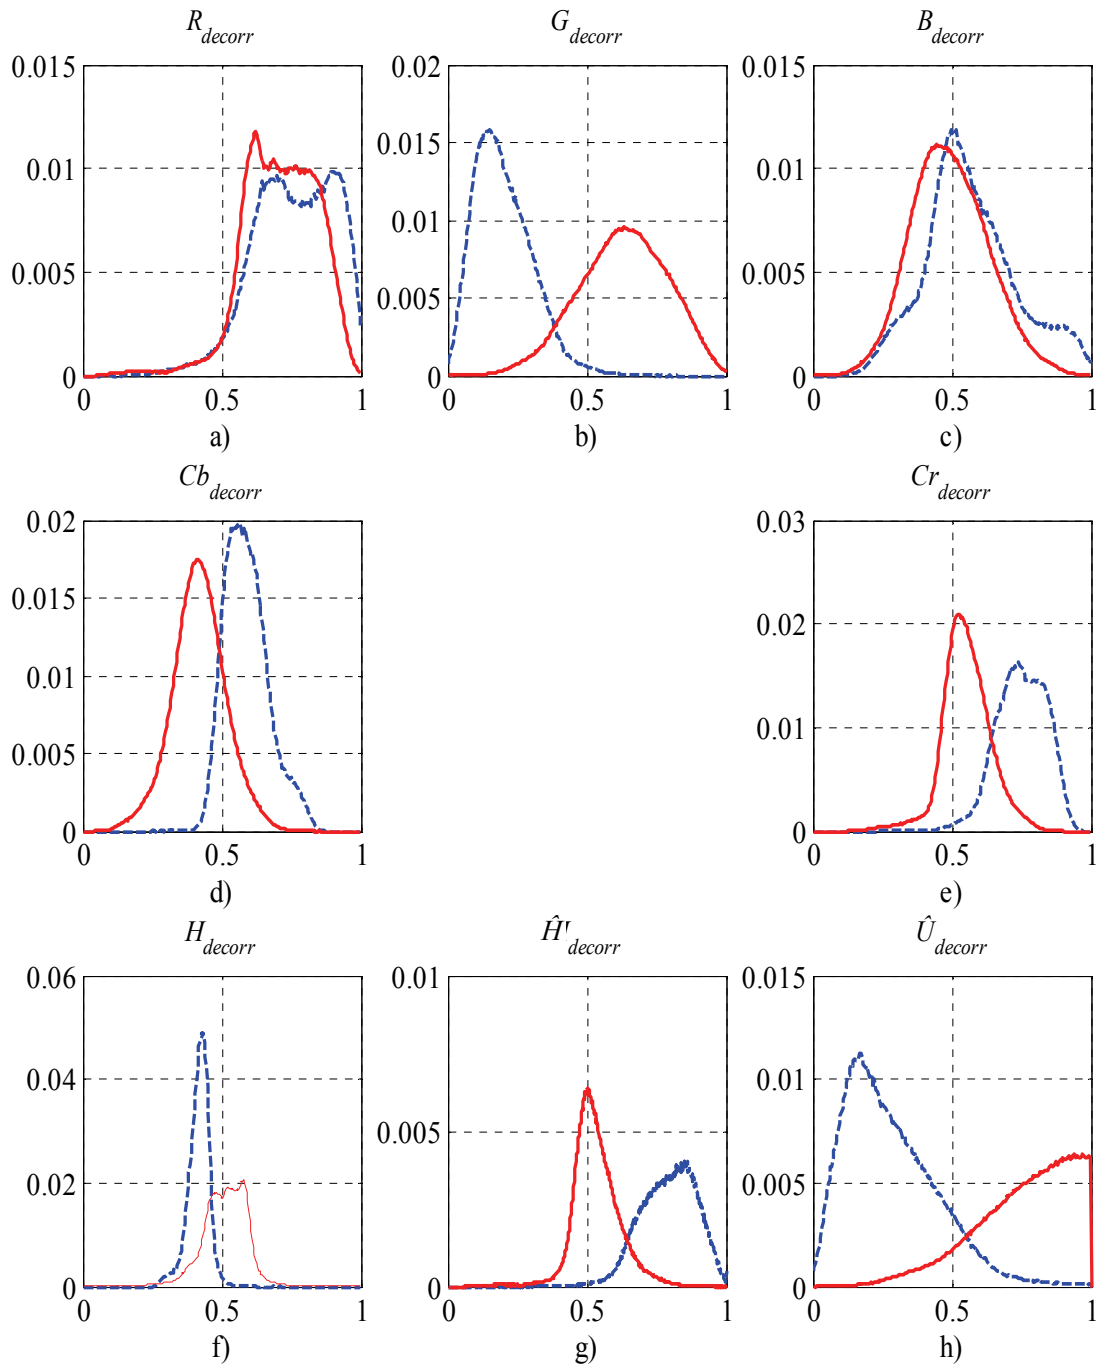 R_decorr G_decorr B_decorr
0.015 0.02 0.015
0.015
0.01 0.01
0.01
0.005 0.005
0.005
0 0 0
0 0.5 1 0 0.5 1 0 0.5 1
a) b) c)
Cb_decorr Cr_decorr
0.02 0.03
0.015
0.02
0.01
0.01
0.005
0 0
0 0.5 1 0 0.5 1
d) e)
H_decorr Ĥ'_decorr Û_decorr
0.06 0.01 0.015
0.04 0.01
0.005
0.02 0.005
0 0 0
0 0.5 1 0 0.5 1 0 0.5 1
f) g) h)